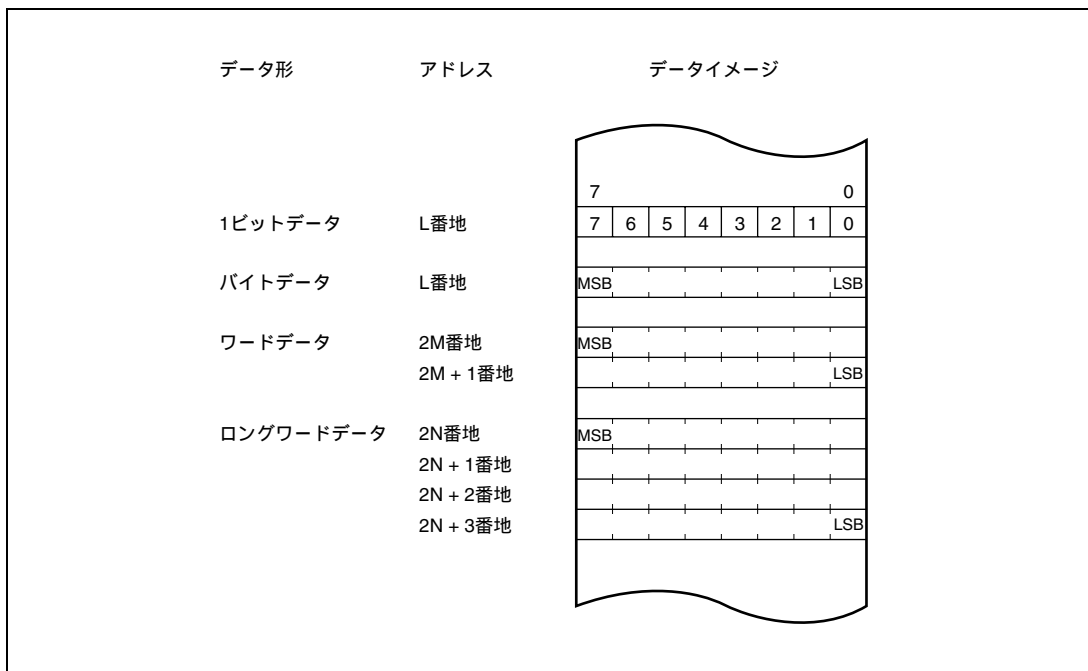 データ形 アドレス データイメージ
7 0
1ビットデータ L番地 7 6 5 4 3 2 1 0
バイトデータ L番地 MSB LSB
ワードデータ 2M番地 MSB
2M + 1番地 LSB
ロングワードデータ 2N番地 MSB
2N + 1番地
2N + 2番地
2N + 3番地 LSB